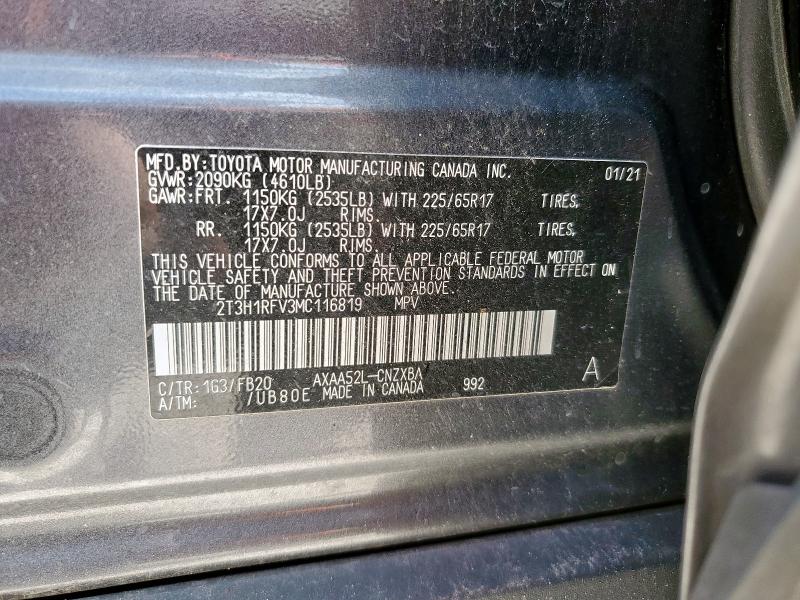 MFD.BY:TOYOTA MOTOR MANUFACTURING CANADA INC. 01/21
GVWR:2090KG (4610LB)
GAWR:FRT. 1150KG (2535LB) WITH 225/65R17 TIRES,
17X7.0J RIMS.
RR. 1150KG (2535LB) WITH 225/65R17 TIRES,
17X7.0J RIMS.
THIS VEHICLE CONFORMS TO ALL APPLICABLE FEDERAL MOTOR
VEHICLE SAFETY AND THEFT PREVENTION STANDARDS IN EFFECT ON
THE DATE OF MANUFACTURE SHOWN ABOVE.
2T3H1RFV3MC116819 MPV
C/TR: 1G3/FB20 AXAA52L-CNZXBA 992 A
A/TM: /UB80E MADE IN CANADA